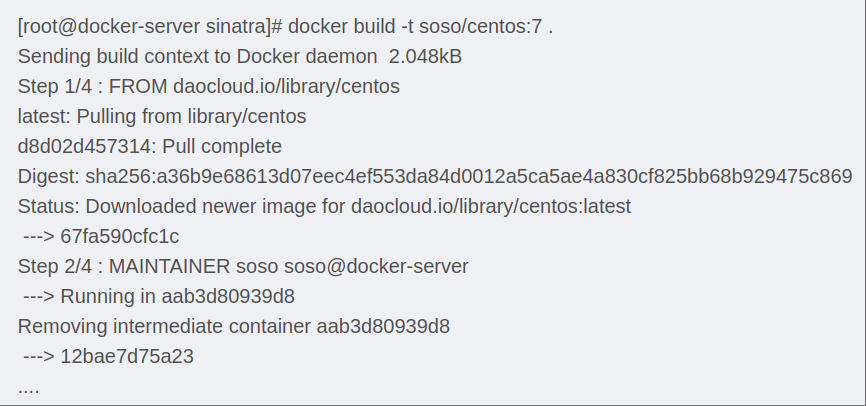 [root@docker-server sinatra]# docker build -t soso/centos:7 .
Sending build context to Docker daemon  2.048kB
Step 1/4 : FROM daocloud.io/library/centos
latest: Pulling from library/centos
d8d02d457314: Pull complete
Digest: sha256:a36b9e68613d07eec4ef553da84d0012a5ca5ae4a830cf825bb68b929475c869
Status: Downloaded newer image for daocloud.io/library/centos:latest
 ---> 67fa590cfc1c
Step 2/4 : MAINTAINER soso soso@docker-server
 ---> Running in aab3d80939d8
Removing intermediate container aab3d80939d8
 ---> 12bae7d75a23
....